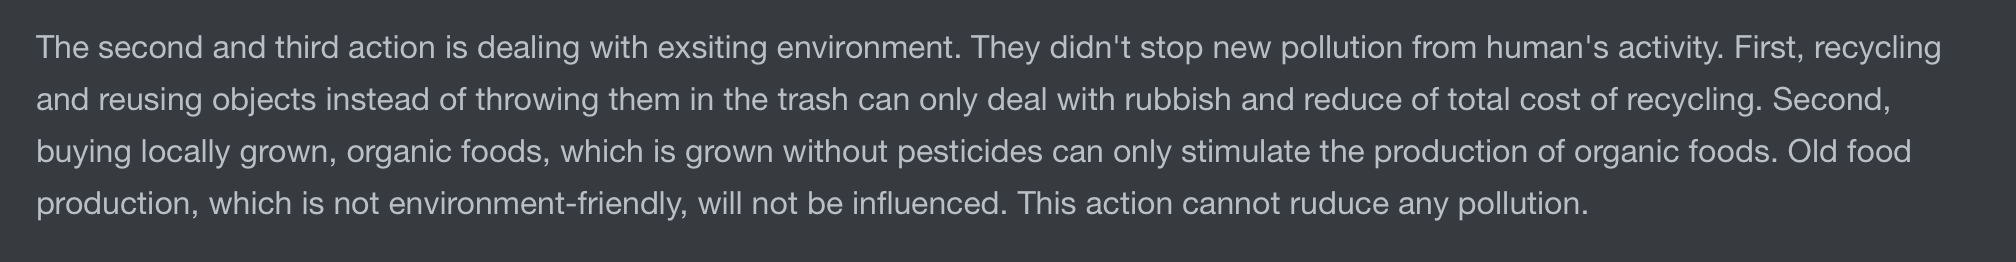 The second and third action is dealing with exsiting environment. They didn't stop new pollution from human's activity. First, recycling
and reusing objects instead of throwing them in the trash can only deal with rubbish and reduce of total cost of recycling. Second,
buying locally grown, organic foods, which is grown without pesticides can only stimulate the production of organic foods. Old food
production, which is not environment-friendly, will not be influenced. This action cannot ruduce any pollution.